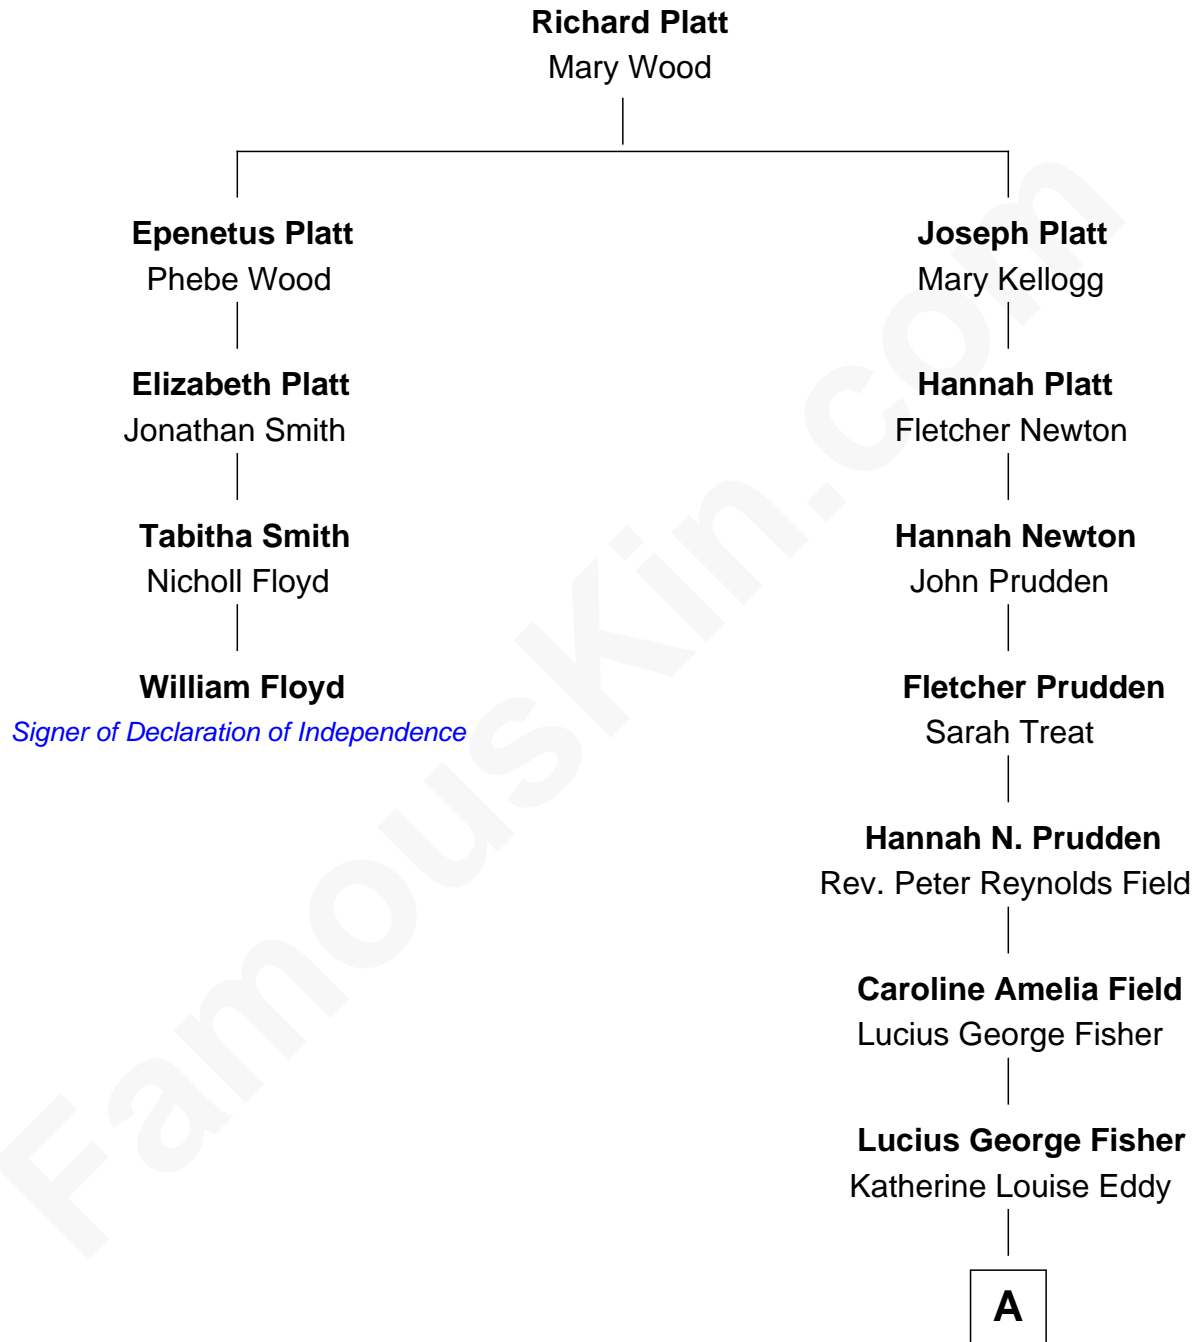 Richard Platt
Mary Wood
Epenetus Platt
Phebe Wood
Joseph Platt
Mary Kellogg
Elizabeth Platt
Jonathan Smith
Hannah Platt
Fletcher Newton
Tabitha Smith
Nicholl Floyd
Hannah Newton
John Prudden
William Floyd
Signer of Declaration of Independence
Fletcher Prudden
Sarah Treat
Hannah N. Prudden
Rev. Peter Reynolds Field
Caroline Amelia Field
Lucius George Fisher
Lucius George Fisher
Katherine Louise Eddy
A
FamousKin.com